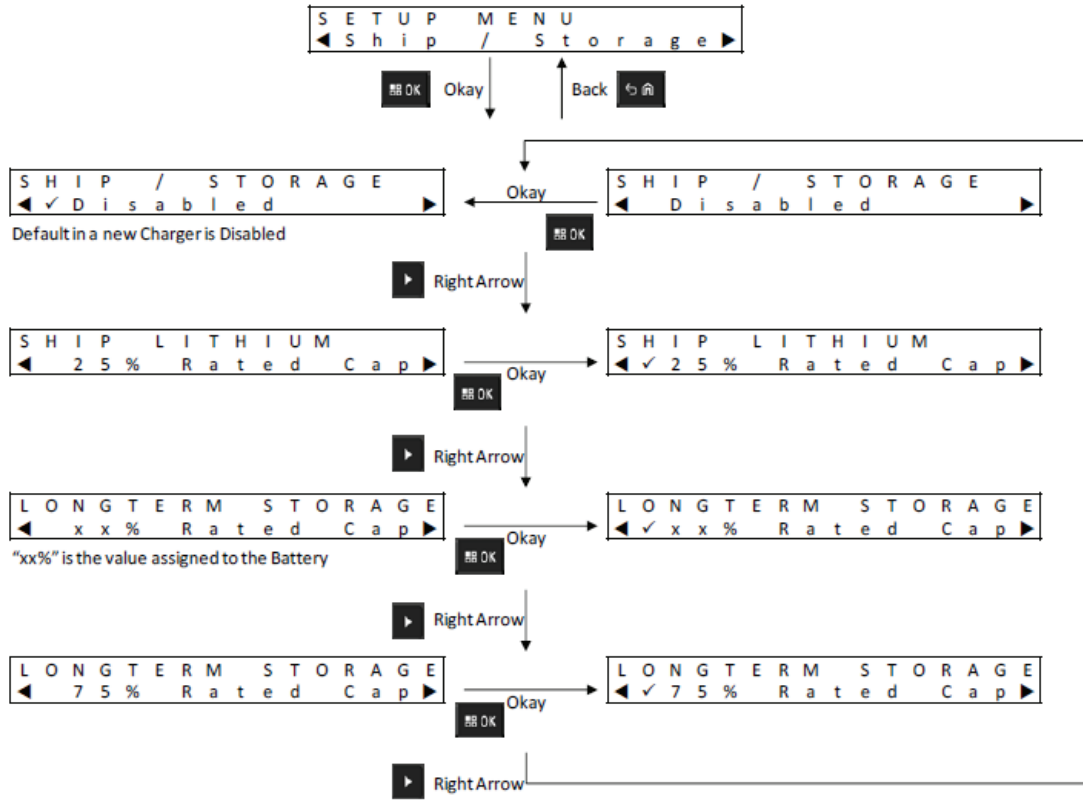 SETUP MENU
◀Ship / Storage▶
OK Okay Back
SHIP / STORAGE
◀✓Disabled ▶
Okay
OK
SHIP / STORAGE
◀ Disabled ▶
Default in a new Charger is Disabled
Right Arrow
SHIP LITHIUM
◀ 25% Rated Cap▶
Okay
OK
SHIP LITHIUM
◀✓25% Rated Cap▶
Right Arrow
LONGTERM STORAGE
◀ xx% Rated Cap▶
Okay
OK
LONGTERM STORAGE
◀✓xx% Rated Cap▶
"xx%" is the value assigned to the Battery
Right Arrow
LONGTERM STORAGE
◀ 75% Rated Cap▶
Okay
OK
LONGTERM STORAGE
◀✓75% Rated Cap▶
Right Arrow